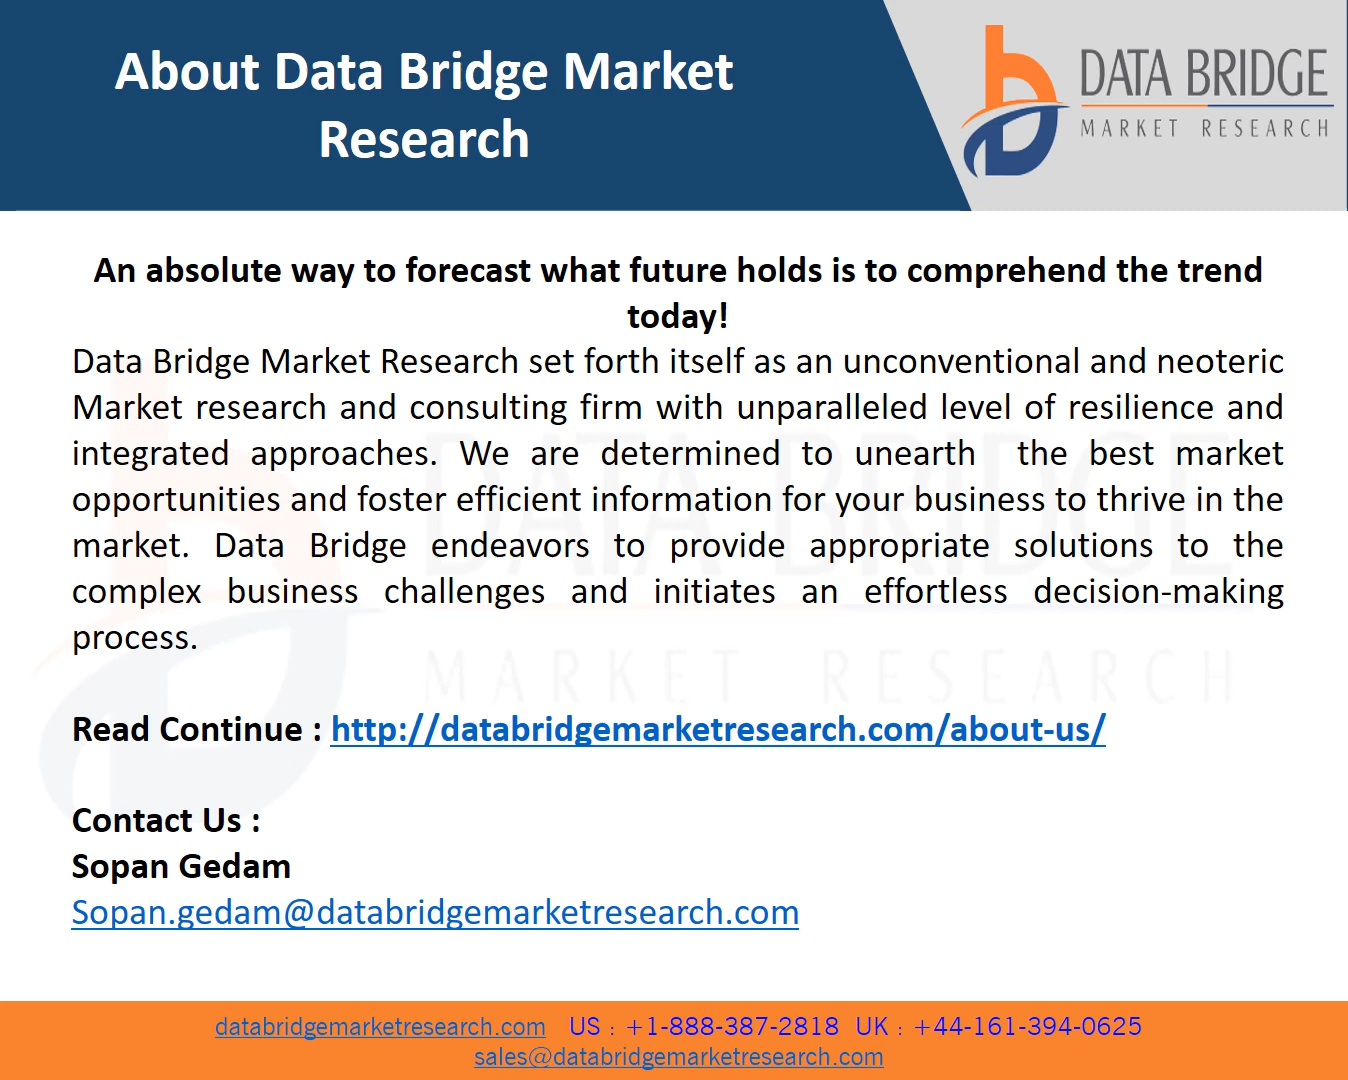 About Data Bridge Market
Research
DATA BRIDGE
MARKET RESEARCH
An absolute way to forecast what future holds is to comprehend the trend
today!
Data Bridge Market Research set forth itself as an unconventional and neoteric
Market research and consulting firm with unparalleled level of resilience and
integrated approaches. We are determined to unearth the best market
opportunities and foster efficient information for your business to thrive in the
market. Data Bridge endeavors to provide appropriate solutions to the
complex business challenges and initiates an effortless decision-making
process.
DATA BRIDGE
MARKET RESEARCH
Read Continue : http://databridgemarketresearch.com/about-us/
Contact Us :
Sopan Gedam
Sopan.gedam@databridgemarketresearch.com
databridgemarketresearch.com US : +1-888-387-2818 UK : +44-161-394-0625
sales@databridgemarketresearch.com